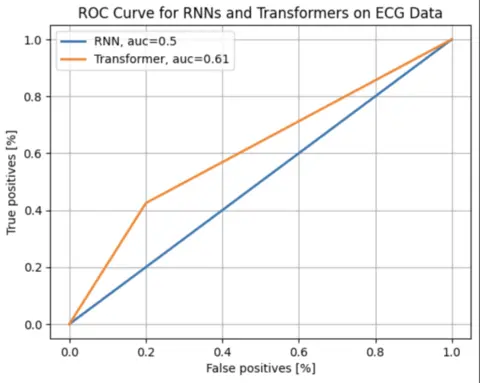 ROC Curve for RNNs and Transformers on ECG Data
RNN, auc=0.5
Transformer, auc=0.61
1.0
0.8
0.6
0.4
0.2
0.0
True positives [%]
0.0 0.2 0.4 0.6 0.8 1.0
False positives [%]